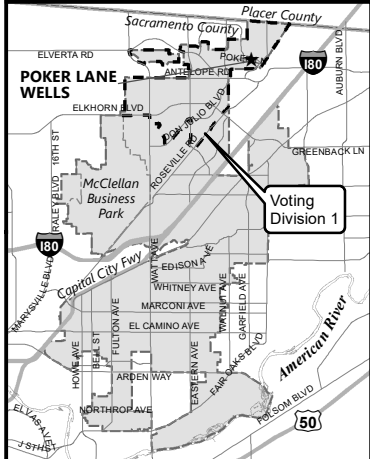 Placer County
Sacramento County
ELVERTA RD
POKER
ANTELOPE RD
180
AUBURN BLVD
POKER LANE
WELLS
ELKHORN BLVD
DON JULIO BLVD
ROSEVILLE RD
GREENBACK LN
16TH ST
RALEY BLVD
McClellan
Business
Park
Voting
Division 1
180
MARYSVILLE BLVD
Capital City Fwy
WATT AVE
EDISON AVE
WHITNEY AVE
MARCONI AVE
EL CAMINO AVE
WALNUT AVE
GARFIELD AVE
HOWE AVE
BELL ST
FULTON AVE
EASTERN AVE
ARDEN WAY
FAIR OAKS BLVD
American River
NORTHROP AVE
FOLSOM BLVD
50
ELVAS AVE
J STH ST